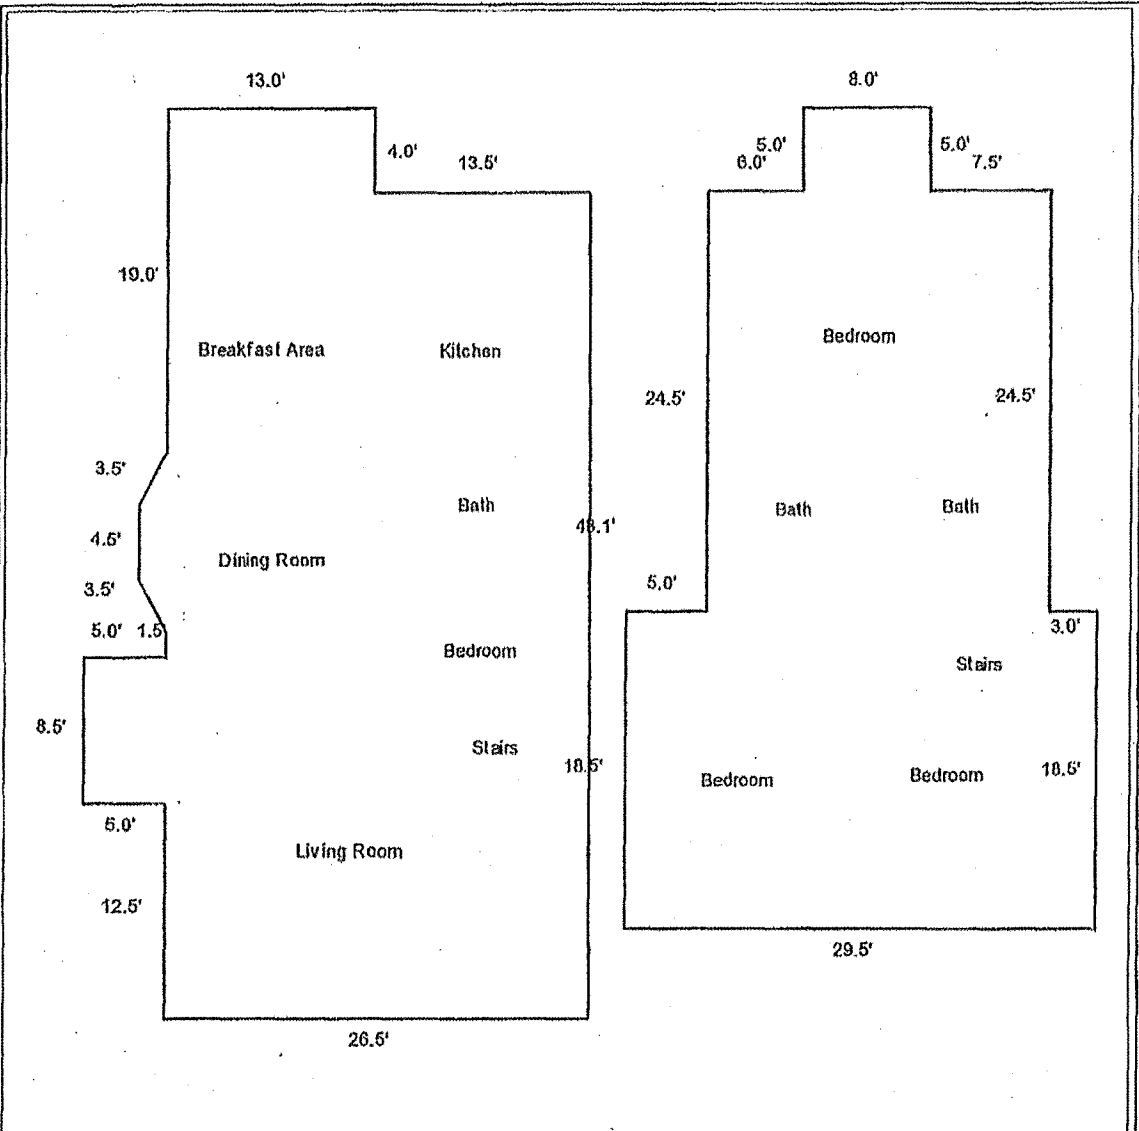 13.0'
8.0'
4.0'
13.5'
5.0'
6.0'
5.0'
7.5'
19.0'
Breakfast Area
Kitchen
Bedroom
24.5'
24.5'
3.5'
4.5'
Bath
48.1'
Bath
Bath
Dining Room
3.5'
5.0'
5.0'
1.5'
3.0'
Bedroom
Stairs
8.5'
Stairs
18.5'
Bedroom
Bedroom
18.5'
5.0'
Living Room
12.5'
29.5'
26.5'